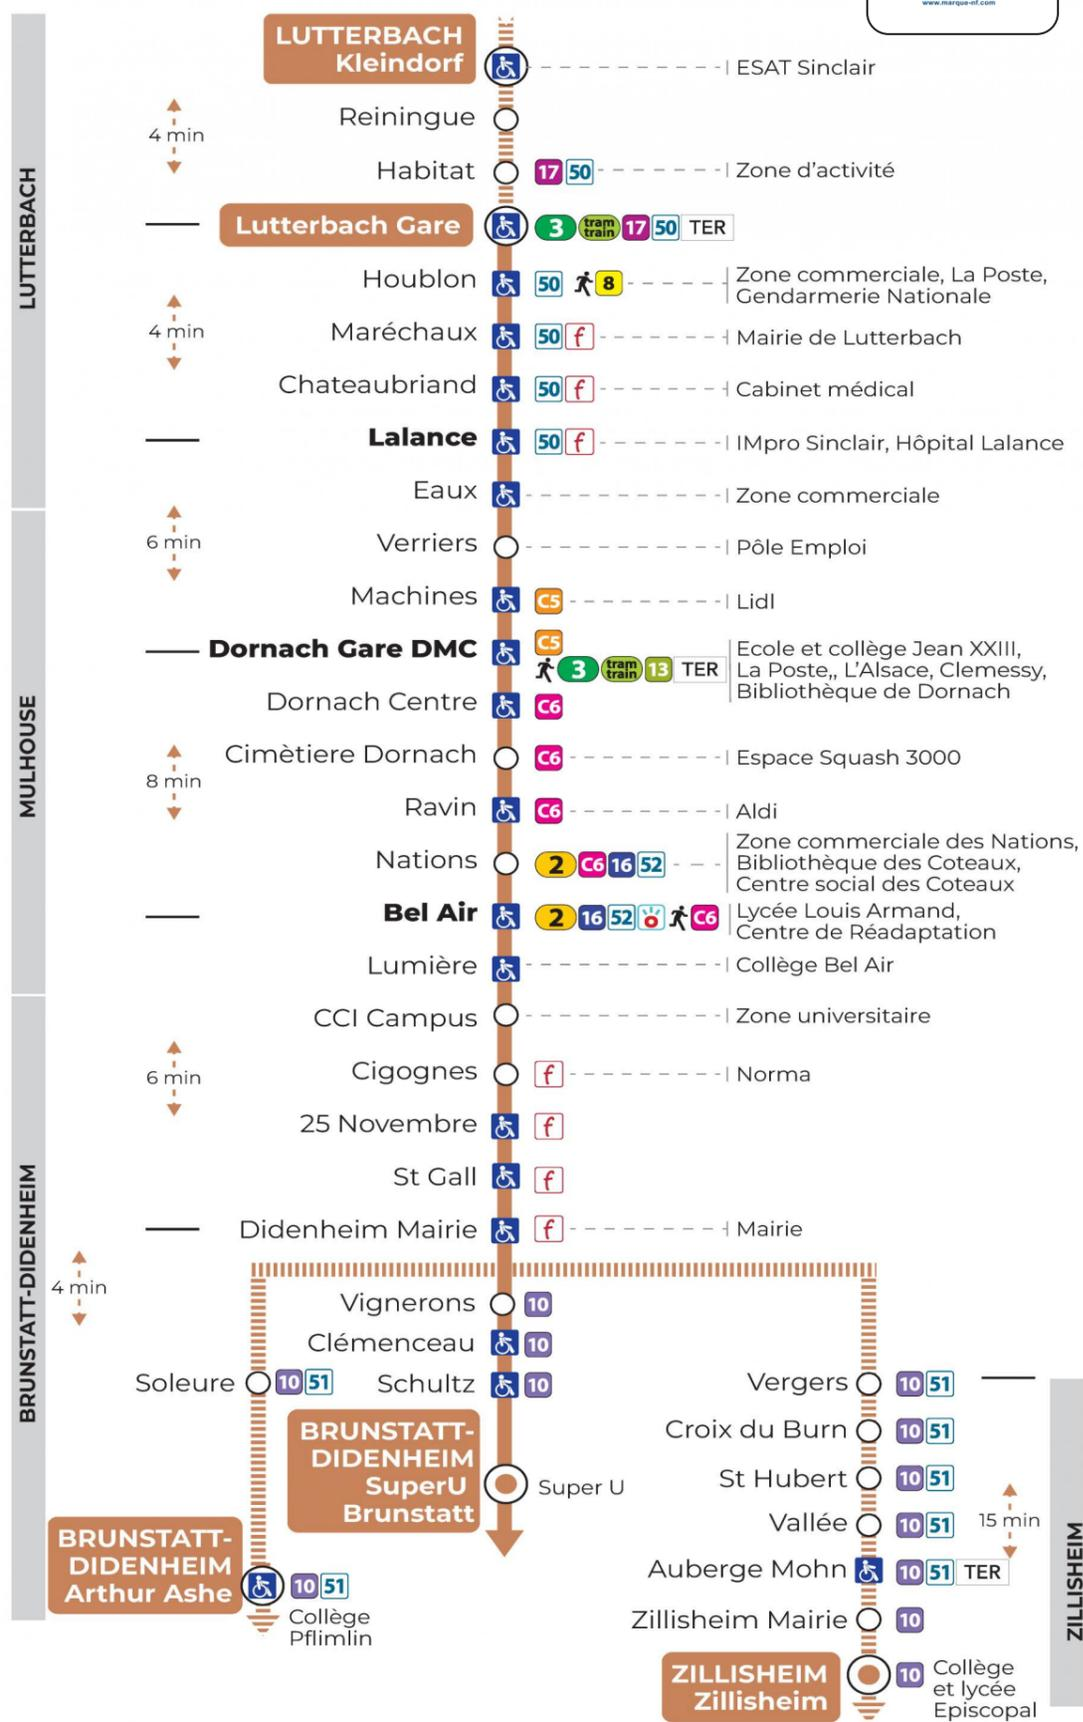 www.marque-nf.com
LUTTERBACH
Kleindorf
ESAT Sinclair
Reiningue
4 min
Habitat
17 50
Zone d'activité
LUTTERBACH
Lutterbach Gare
3 tram train 17 50 TER
Houblon
50 8
Zone commerciale, La Poste,
Gendarmerie Nationale
4 min
Maréchaux
50 f
Mairie de Lutterbach
Chateaubriand
50 f
Cabinet médical
Lalance
50 f
IMpro Sinclair, Hôpital Lalance
Eaux
Zone commerciale
6 min
Verriers
Pôle Emploi
Machines
C5
Lidl
Dornach Gare DMC
C5
3 tram train 13 TER
Ecole et collège Jean XXIII,
La Poste,, L'Alsace, Clemessy,
Bibliothèque de Dornach
Dornach Centre
C6
MULHOUSE
Cimètiere Dornach
C6
Espace Squash 3000
8 min
Ravin
C6
Aldi
Nations
2 C6 16 52
Zone commerciale des Nations,
Bibliothèque des Coteaux,
Centre social des Coteaux
Bel Air
2 16 52 C6
Lycée Louis Armand,
Centre de Réadaptation
Lumière
Collège Bel Air
CCI Campus
Zone universitaire
6 min
Cigognes
f
Norma
25 Novembre
f
St Gall
f
Didenheim Mairie
f
Mairie
BRUNSTATT-DIDENHEIM
4 min
Vignerons
10
Clémenceau
10
Schultz
10
BRUNSTATT-
DIDENHEIM
SuperU
Brunstatt
Super U
Soleure
10 51
BRUNSTATT-
DIDENHEIM
Arthur Ashe
10 51
Collège
Pflimlin
Vergers
10 51
Croix du Burn
10 51
St Hubert
10 51
Vallée
10 51
15 min
Auberge Mohn
10 51 TER
Zillisheim Mairie
10
ZILLISHEIM
ZILLISHEIM
Zillisheim
10
Collège
et lycée
Episcopal